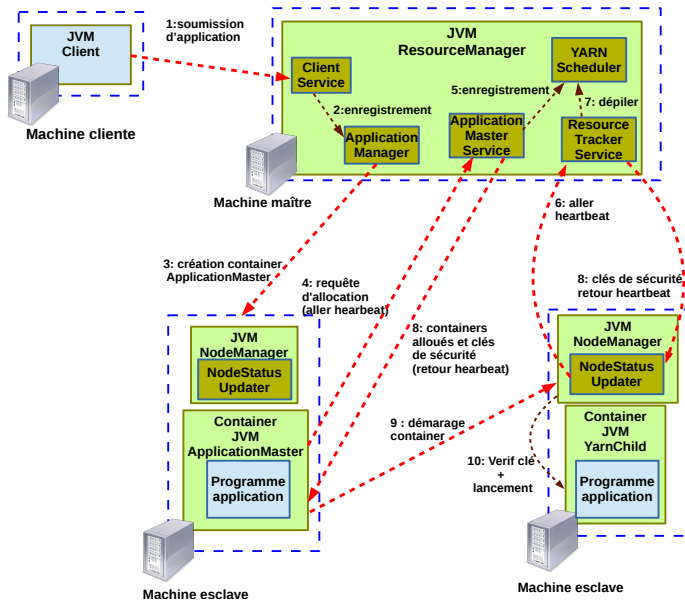 1:soumission
d'application
JVM
Client
Machine cliente
JVM
ResourceManager
Client
Service
YARN
Scheduler
5:enregistrement
2:enregistrement
7: dépiler
Application
Manager
Application
Master
Service
Resource
Tracker
Service
Machine maître
6: aller
heartbeat
3: création container
ApplicationMaster
4: requête
d'allocation
(aller hearbeat)
8: clés de sécurité
retour heartbeat
8: containers
alloués et clés
de sécurité
(retour hearbeat)
JVM
NodeManager
NodeStatus
Updater
JVM
NodeManager
NodeStatus
Updater
Container
JVM
ApplicationMaster
Programme
application
9 : démarage
container
10: Verif clé
+
lancement
Container
JVM
YarnChild
Programme
application
Machine esclave
Machine esclave